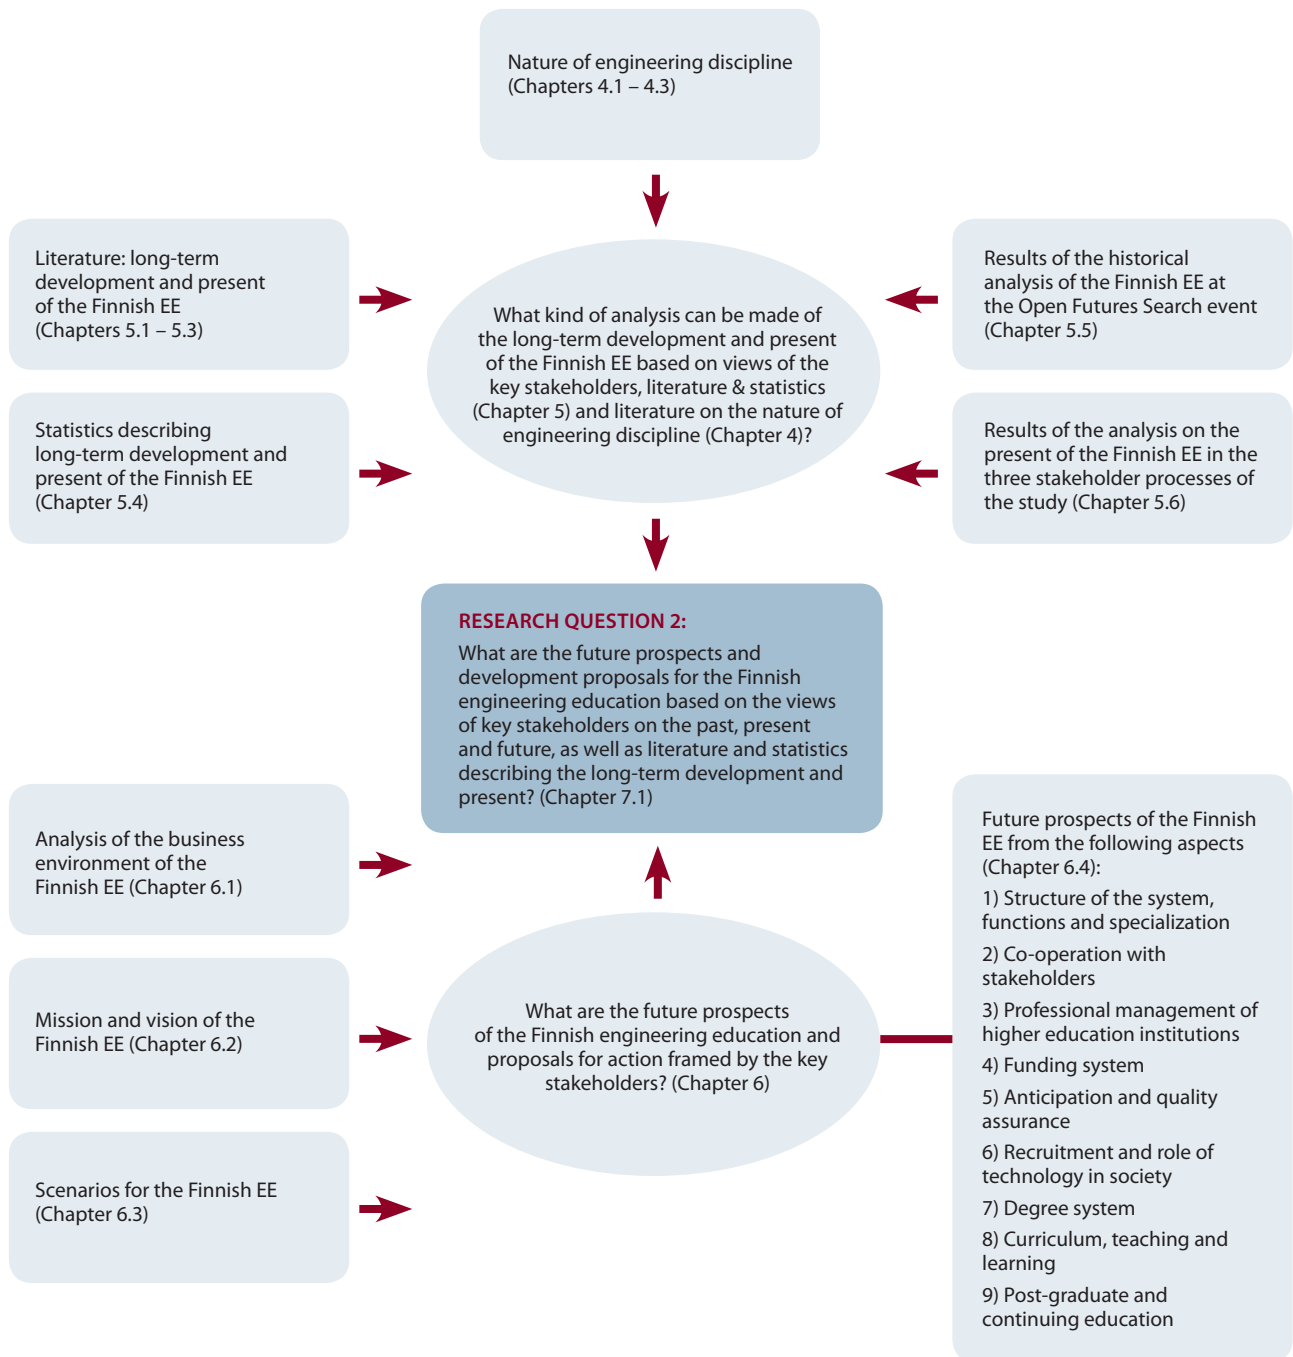 Nature of engineering discipline
(Chapters 4.1 – 4.3)
Literature: long-term
development and present
of the Finnish EE
(Chapters 5.1 – 5.3)
Statistics describing
long-term development and
present of the Finnish EE
(Chapter 5.4)
What kind of analysis can be made of
the long-term development and present
of the Finnish EE based on views of the
key stakeholders, literature & statistics
(Chapter 5) and literature on the nature of
engineering discipline (Chapter 4)?
Results of the historical
analysis of the Finnish EE at
the Open Futures Search event
(Chapter 5.5)
Results of the analysis on the
present of the Finnish EE in the
three stakeholder processes of
the study (Chapter 5.6)
RESEARCH QUESTION 2:
What are the future prospects and
development proposals for the Finnish
engineering education based on the views
of key stakeholders on the past, present
and future, as well as literature and statistics
describing the long-term development and
present? (Chapter 7.1)
Analysis of the business
environment of the
Finnish EE (Chapter 6.1)
Mission and vision of the
Finnish EE (Chapter 6.2)
Scenarios for the Finnish EE
(Chapter 6.3)
What are the future prospects
of the Finnish engineering education and
proposals for action framed by the key
stakeholders? (Chapter 6)
Future prospects of the Finnish
EE from the following aspects
(Chapter 6.4):
1) Structure of the system,
functions and specialization
2) Co-operation with
stakeholders
3) Professional management of
higher education institutions
4) Funding system
5) Anticipation and quality
assurance
6) Recruitment and role of
technology in society
7) Degree system
8) Curriculum, teaching and
learning
9) Post-graduate and
continuing education